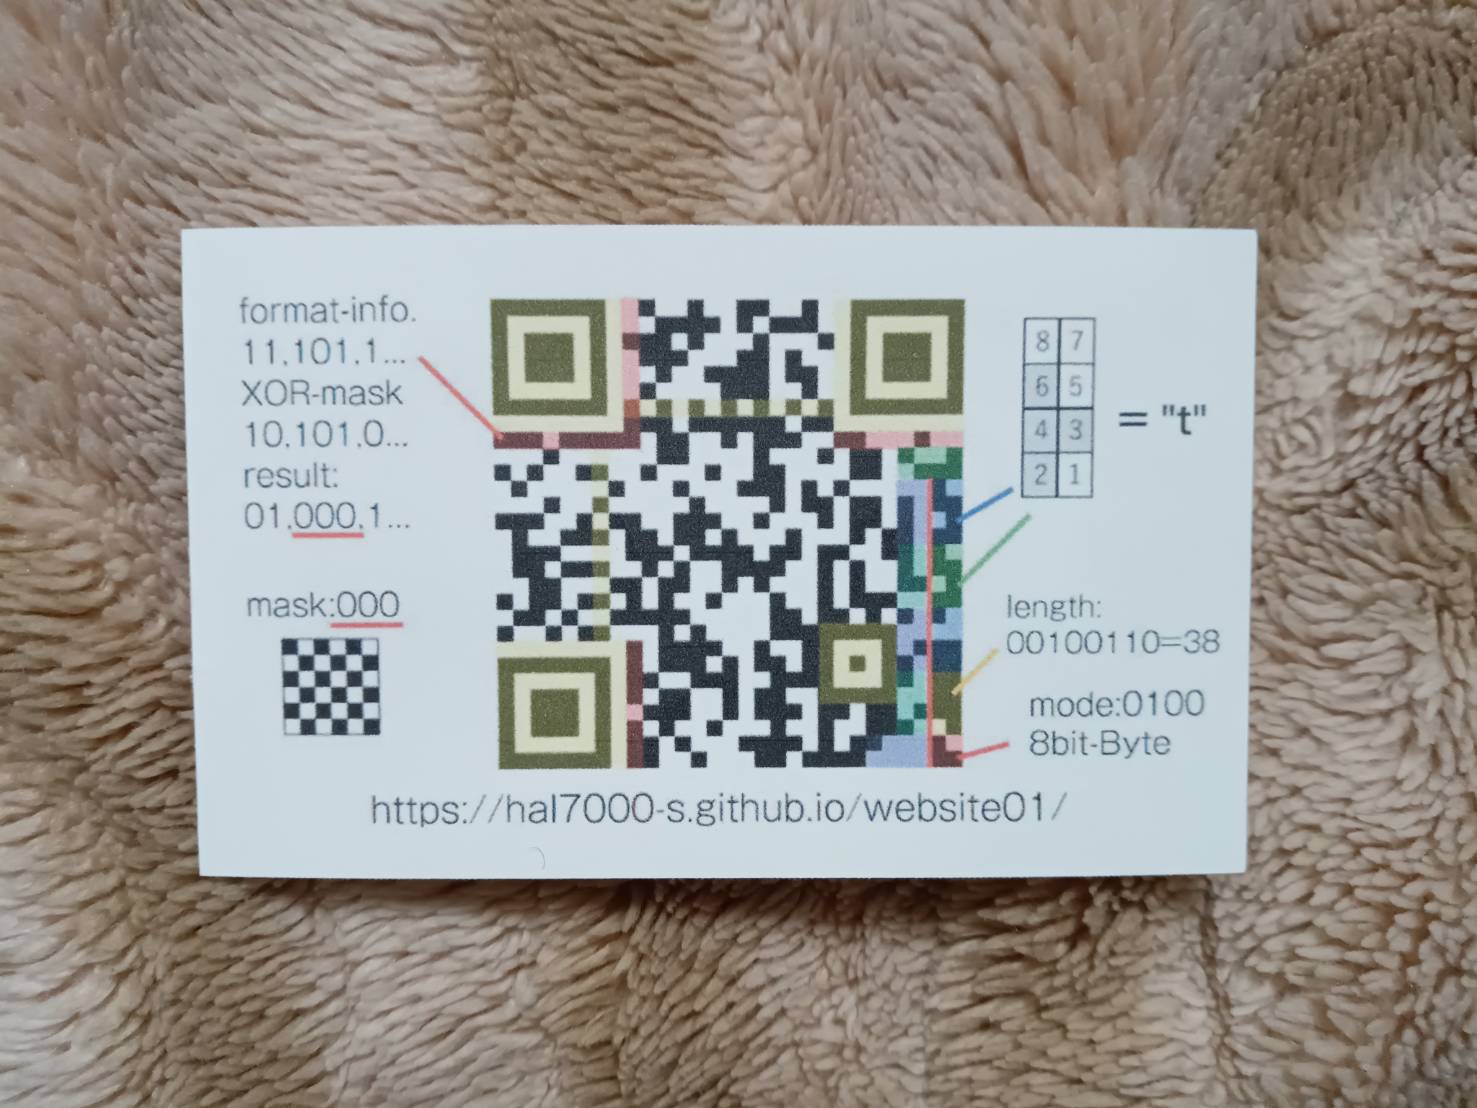 format-info.
11,101,1...
XOR-mask
10,101,0...
result:
01,000,1...
mask:000
8 7
6 5
4 3
2 1
= "t"
length:
00100110=38
mode:0100
8bit-Byte
https://hal7000-s.github.io/website01/